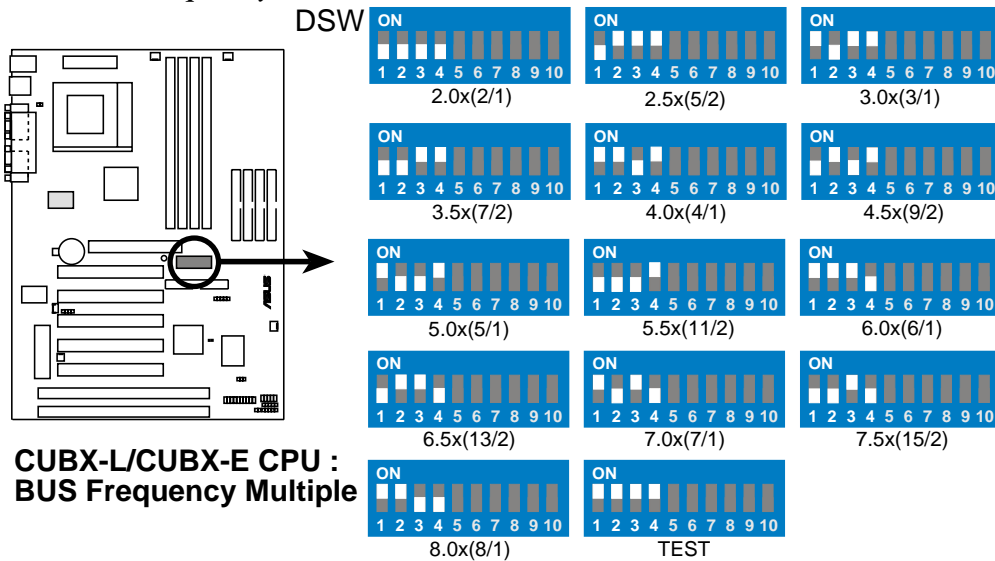 DSW
ON ON ON
1 2 3 4 5 6 7 8 9 10 1 2 3 4 5 6 7 8 9 10 1 2 3 4 5 6 7 8 9 10
2.0x(2/1) 2.5x(5/2) 3.0x(3/1)
ON ON ON
1 2 3 4 5 6 7 8 9 10 1 2 3 4 5 6 7 8 9 10 1 2 3 4 5 6 7 8 9 10
3.5x(7/2) 4.0x(4/1) 4.5x(9/2)
ON ON ON
1 2 3 4 5 6 7 8 9 10 1 2 3 4 5 6 7 8 9 10 1 2 3 4 5 6 7 8 9 10
5.0x(5/1) 5.5x(11/2) 6.0x(6/1)
ON ON ON
1 2 3 4 5 6 7 8 9 10 1 2 3 4 5 6 7 8 9 10 1 2 3 4 5 6 7 8 9 10
6.5x(13/2) 7.0x(7/1) 7.5x(15/2)
ON ON
1 2 3 4 5 6 7 8 9 10 1 2 3 4 5 6 7 8 9 10
8.0x(8/1) TEST
ASUS
CUBX-L/CUBX-E CPU :
BUS Frequency Multiple